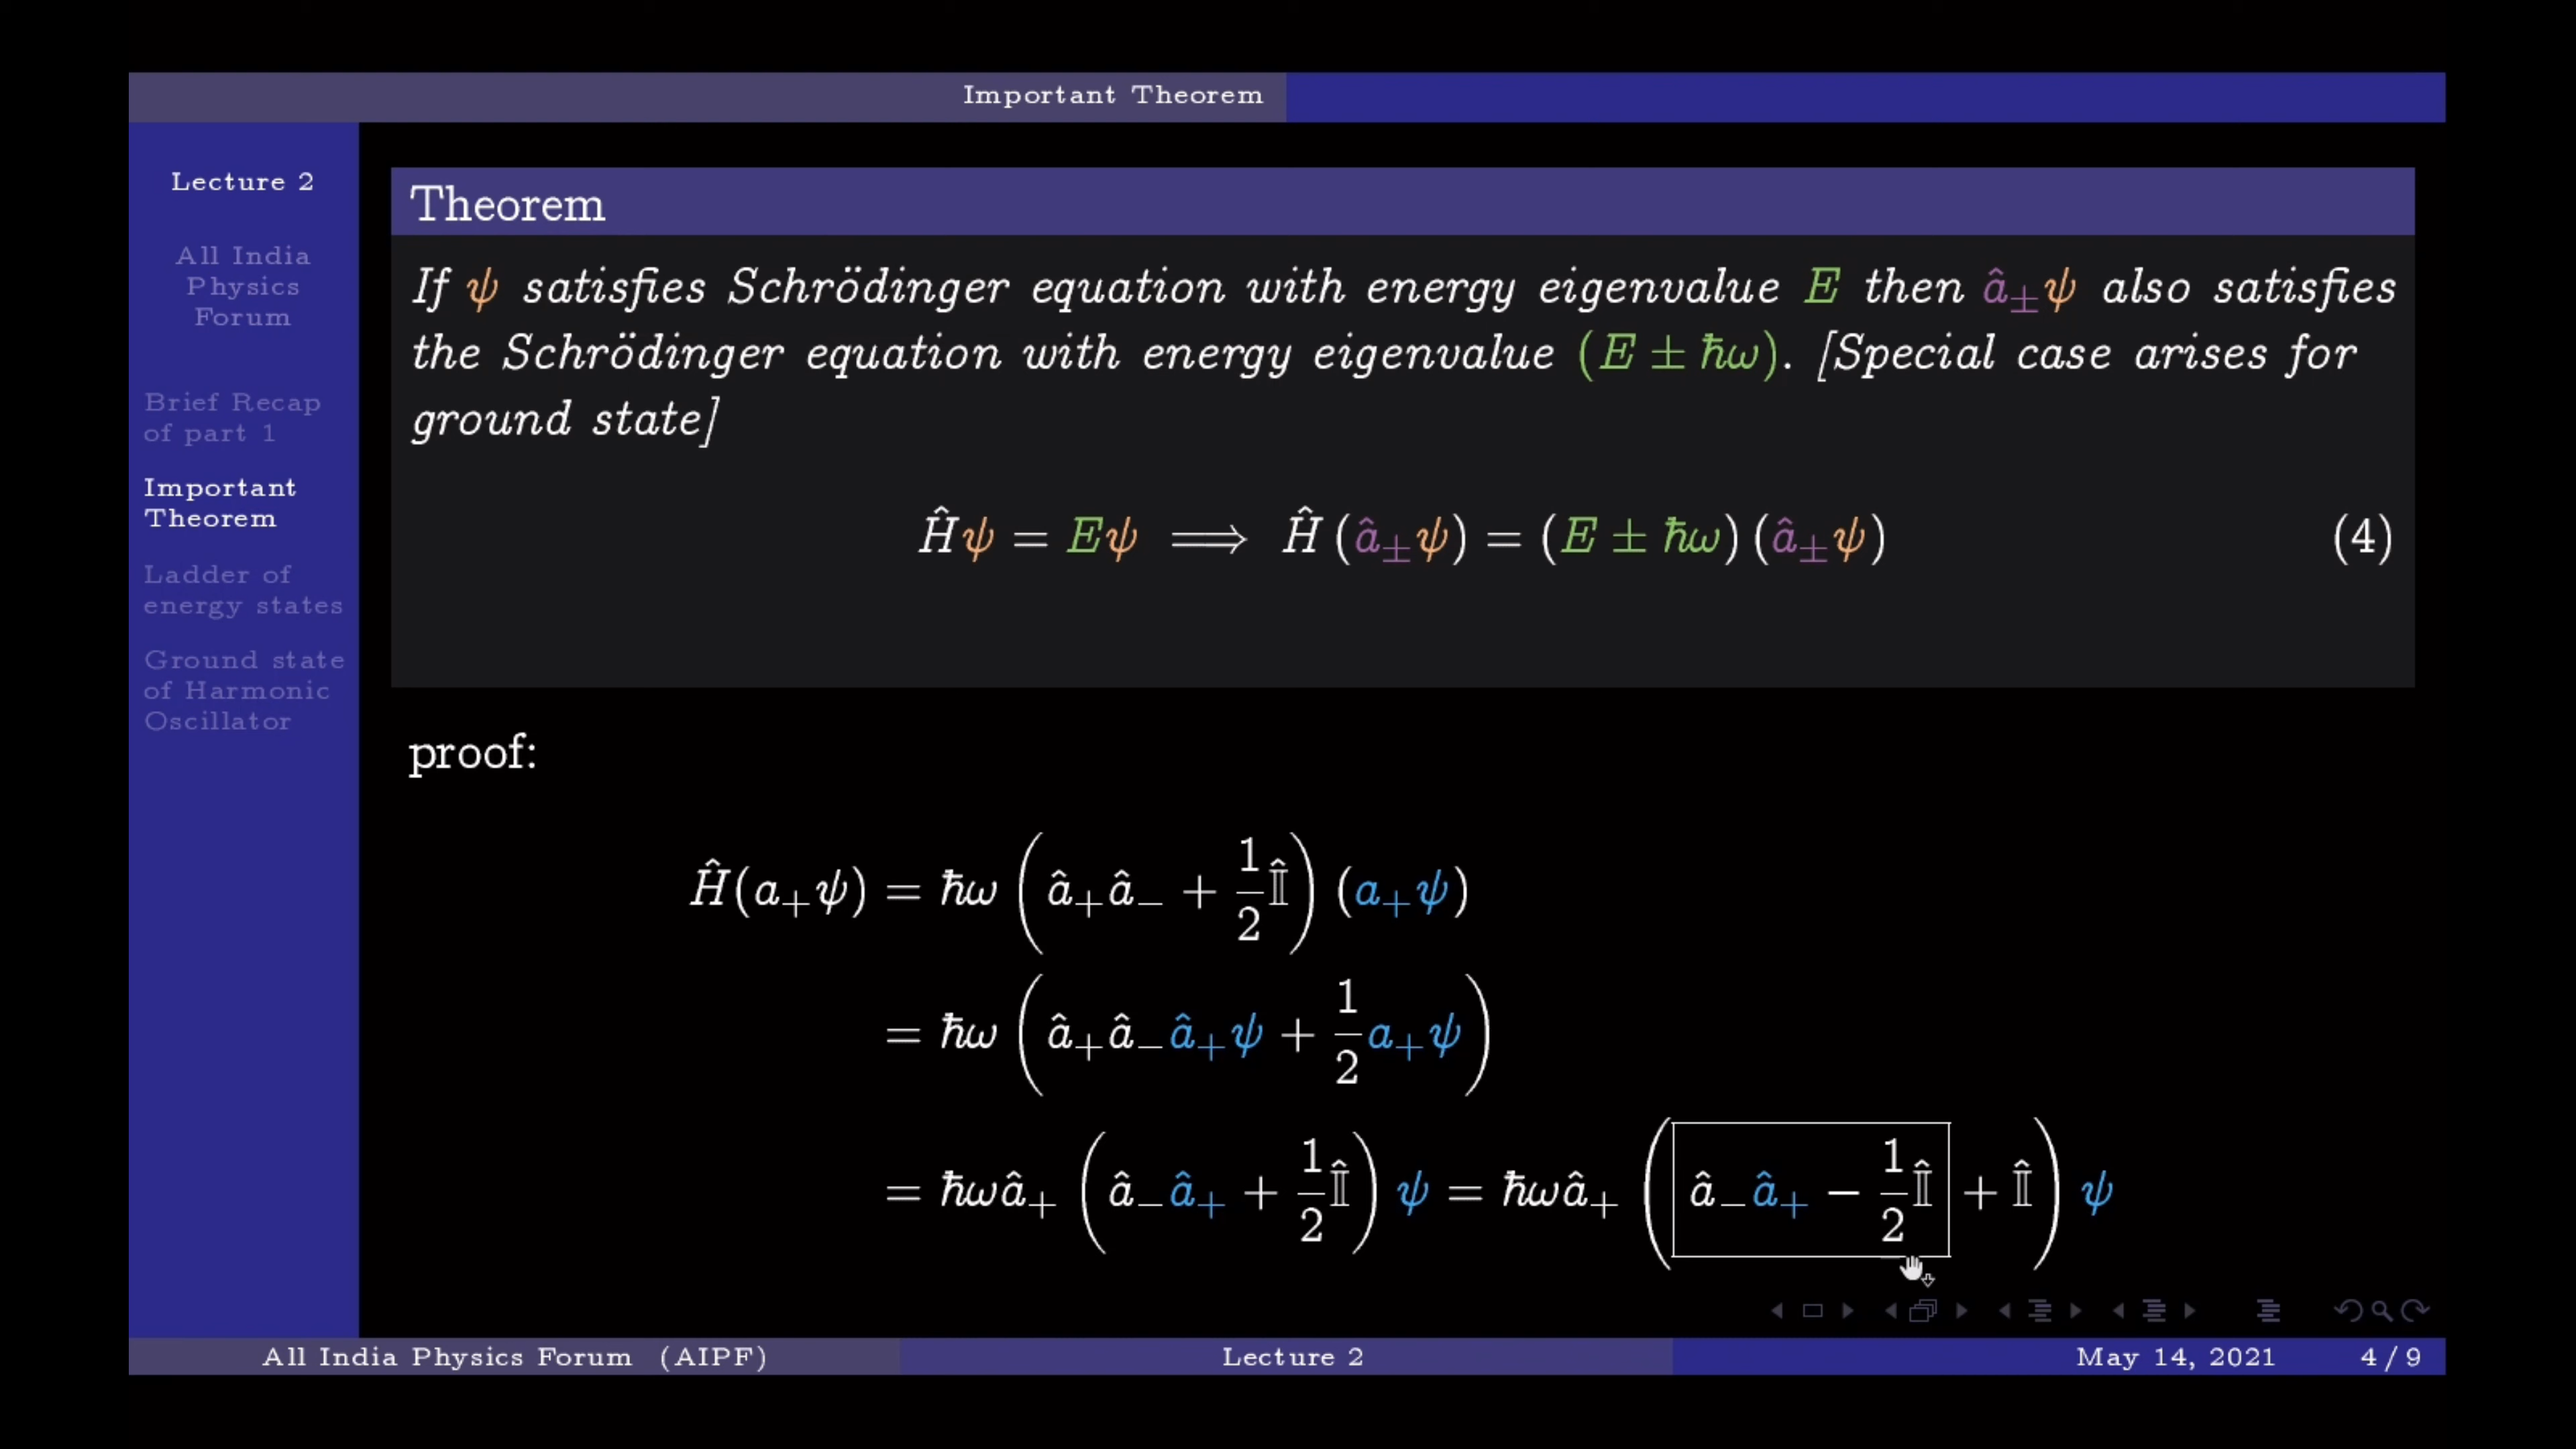 Important Theorem
Lecture 2
All India
Physics
Forum
Brief Recap
of part 1
Important
Theorem
Ladder of
energy states
Ground state
of Harmonic
Oscillator
Theorem
If ψ satisfies Schrödinger equation with energy eigenvalue E then â±ψ also satisfies
the Schrödinger equation with energy eigenvalue (E ± ħω). [Special case arises for
ground state]
Ĥψ = Eψ ⟹ Ĥ(â±ψ) = (E ± ħω)(â±ψ) (4)
proof:
Ĥ(a₊ψ) = ħω (â₊â₋ + 1/2 𝕀̂) (a₊ψ)
= ħω (â₊â₋â₊ψ + 1/2 a₊ψ)
= ħωâ₊ (â₋â₊ + 1/2 𝕀̂) ψ = ħωâ₊ (â₋â₊ − 1/2 𝕀̂ + 𝕀̂) ψ
All India Physics Forum (AIPF) Lecture 2 May 14, 2021 4 / 9